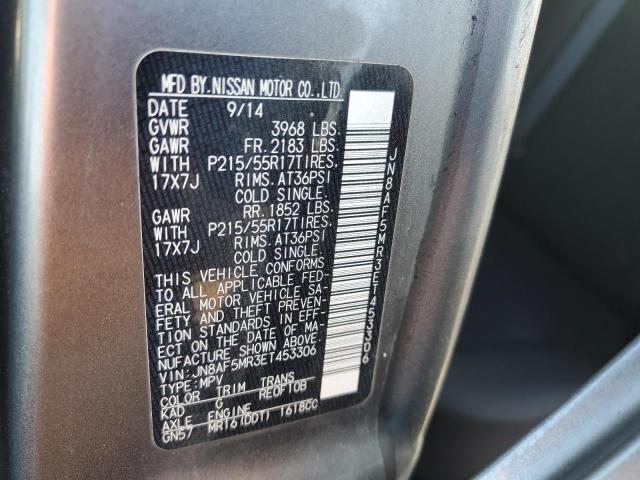 MFD BY.NISSAN MOTOR CO.,LTD.
DATE 9/14
GVWR 3968 LBS.
GAWR FR.2183 LBS.
WITH P215/55R17TIRES,
17X7J RIMS.AT36PSI
COLD SINGLE.
GAWR RR.1852 LBS.
WITH P215/55R17TIRES,
17X7J RIMS.AT36PSI
COLD SINGLE.
THIS VEHICLE CONFORMS
TO ALL APPLICABLE FED-
ERAL MOTOR VEHICLE SA-
FETY AND THEFT PREVEN-
TION STANDARDS IN EFF-
ECT ON THE DATE OF MA-
NUFACTURE SHOWN ABOVE.
VIN:JN8AF5MR3ET453306
TYPE:MPV
COLOR TRIM TRANS
KAD G RE0F10B
AXLE ENGINE
GN57 MR16(DDT) 1618CC
JN8AF5MR3ET453306